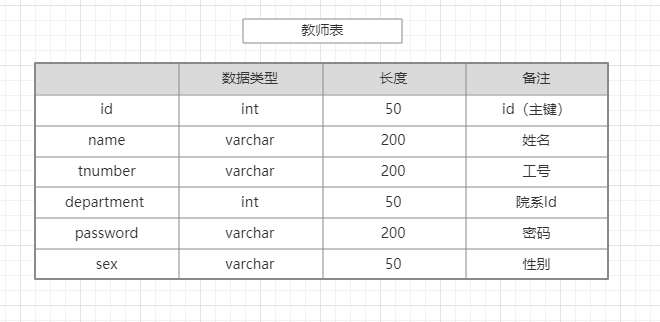 教师表
数据类型 长度 备注
id int 50 id（主键）
name varchar 200 姓名
tnumber varchar 200 工号
department int 50 院系Id
password varchar 200 密码
sex varchar 50 性别